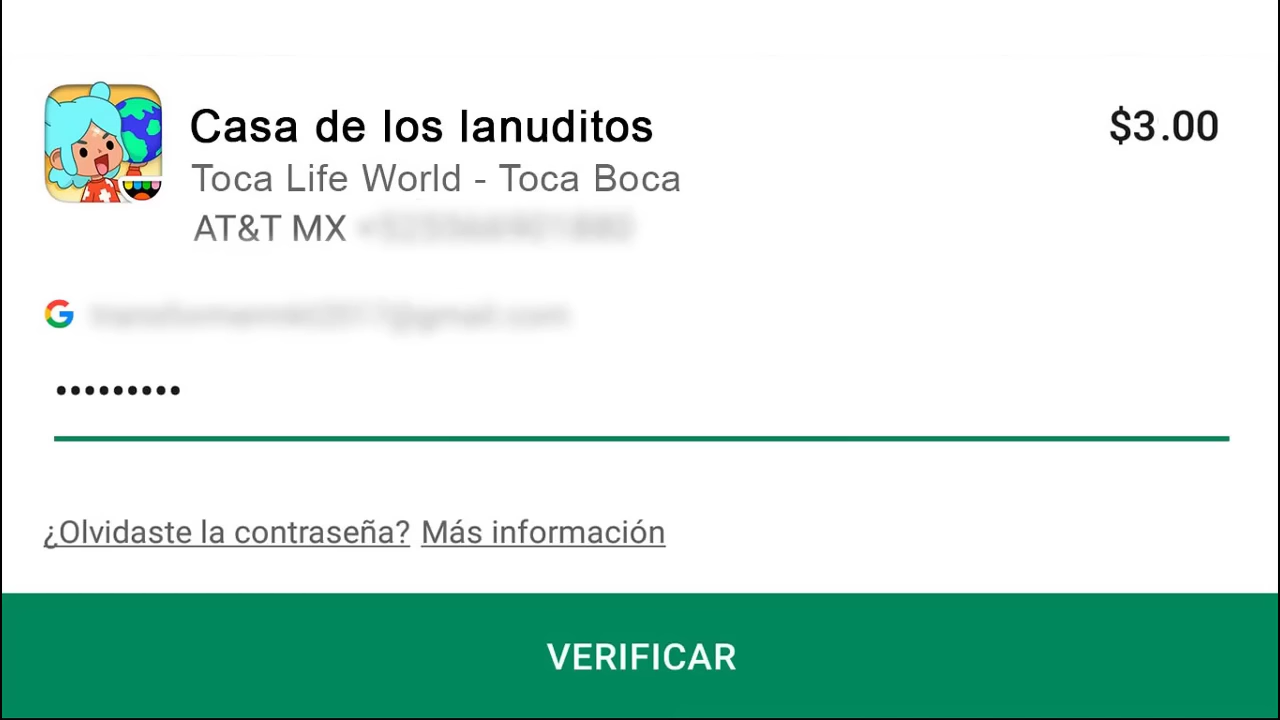 Casa de los lanuditos
$3.00
Toca Life World - Toca Boca
AT&T MX
•••••••••
¿Olvidaste la contraseña? Más información
VERIFICAR